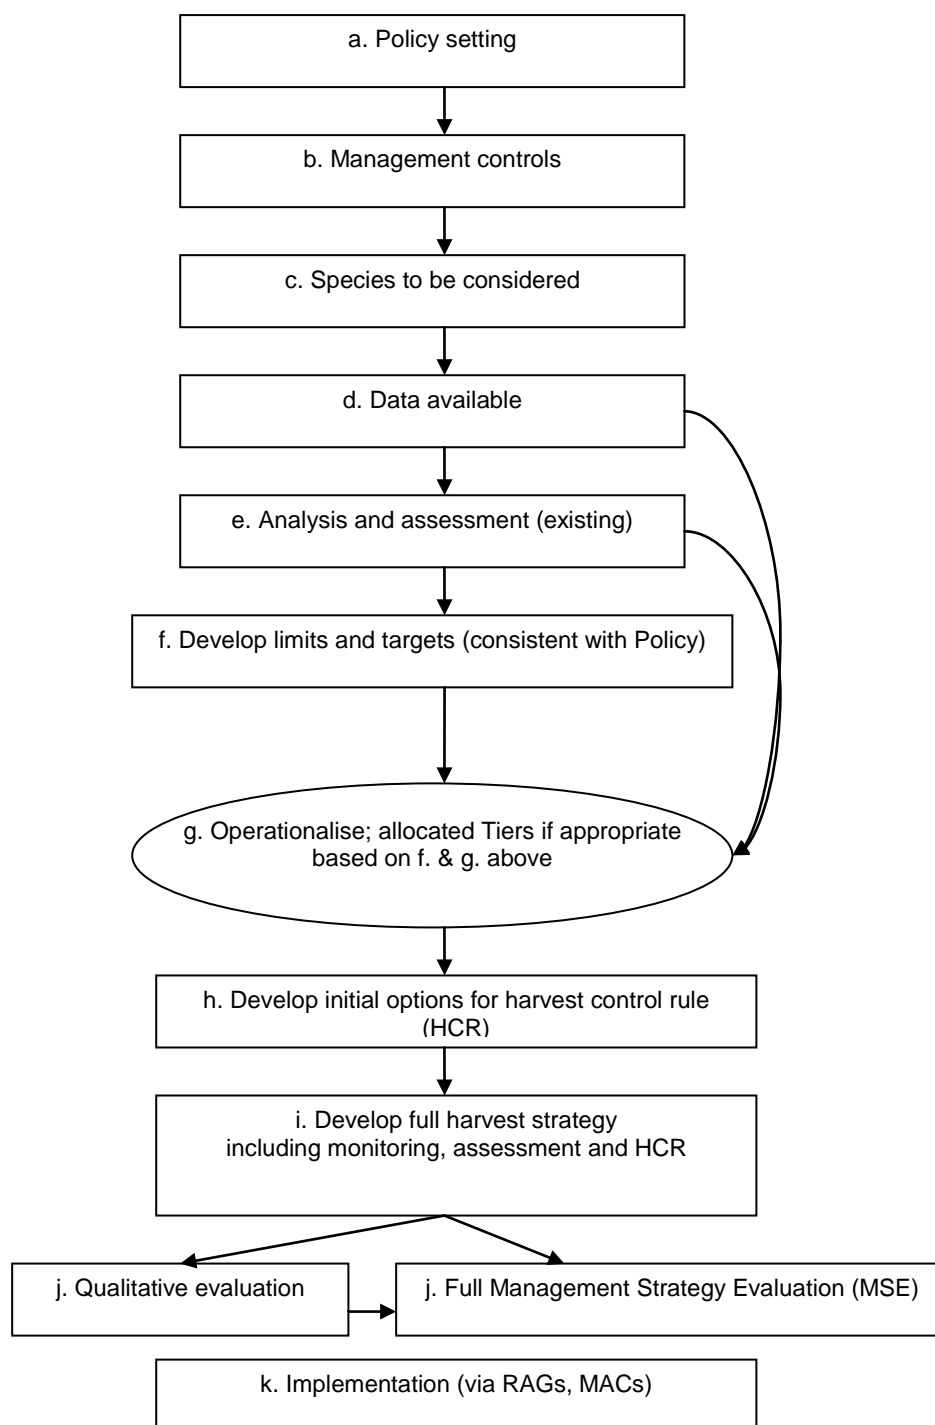 a. Policy setting
b. Management controls
c. Species to be considered
d. Data available
e. Analysis and assessment (existing)
f. Develop limits and targets (consistent with Policy)
g. Operationalise; allocated Tiers if appropriate
based on f. & g. above
h. Develop initial options for harvest control rule
(HCR)
i. Develop full harvest strategy
including monitoring, assessment and HCR
j. Qualitative evaluation
j. Full Management Strategy Evaluation (MSE)
k. Implementation (via RAGs, MACs)